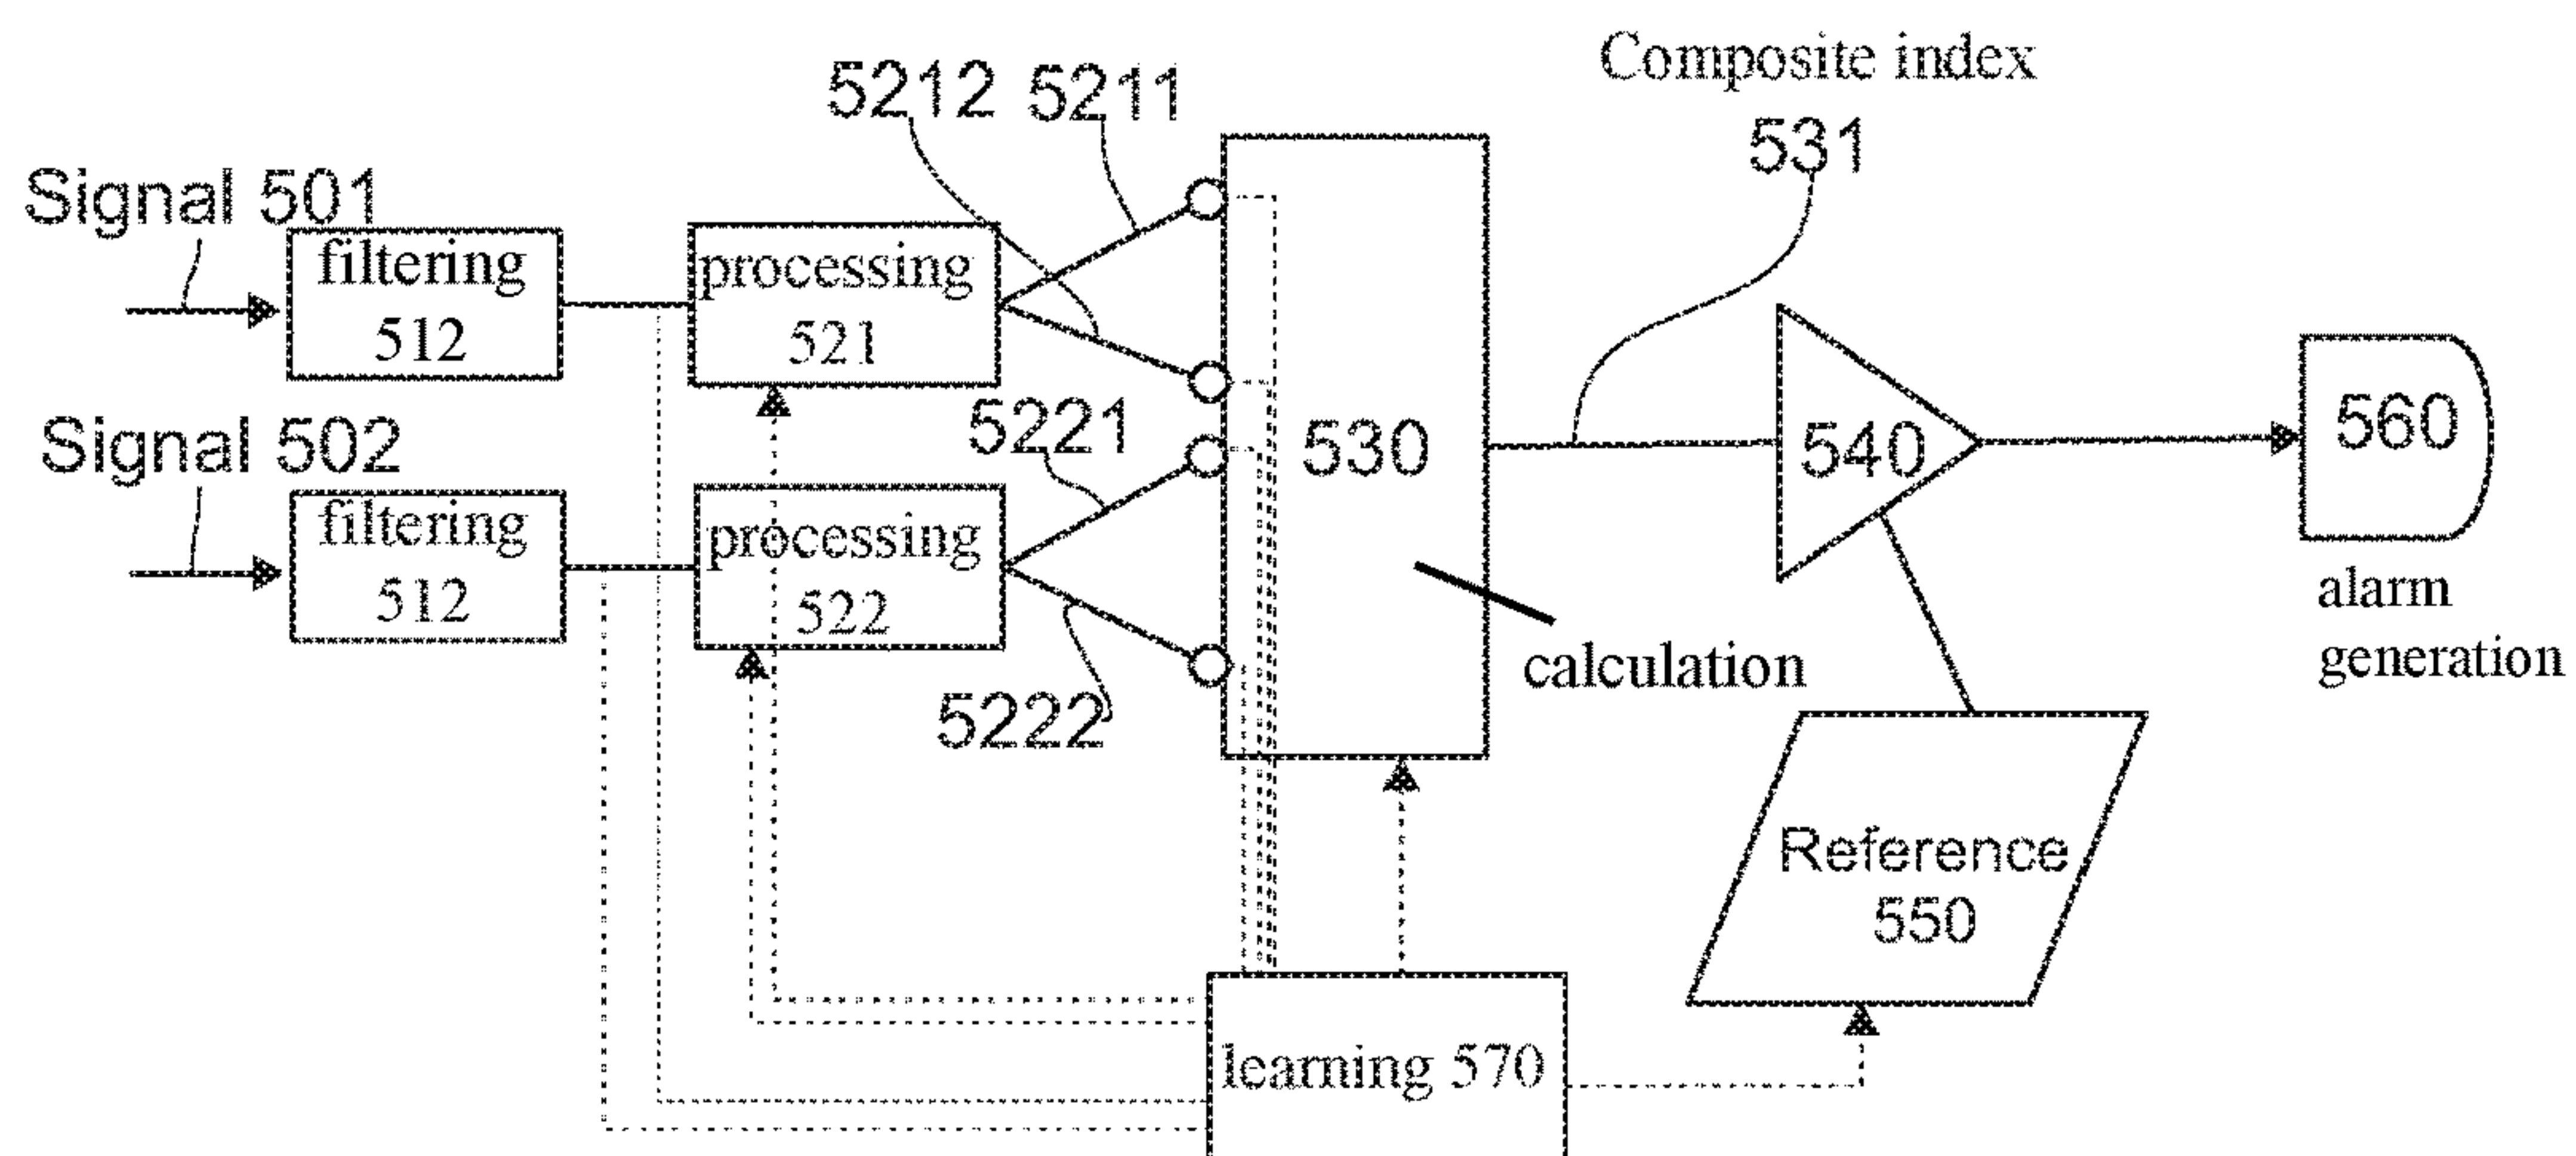 Composite index
531
5212 5211
Signal 501
filtering
512
processing
521
5221
530
540
560
Signal 502
filtering
512
processing
522
5222
calculation
alarm
generation
Reference
550
learning 570